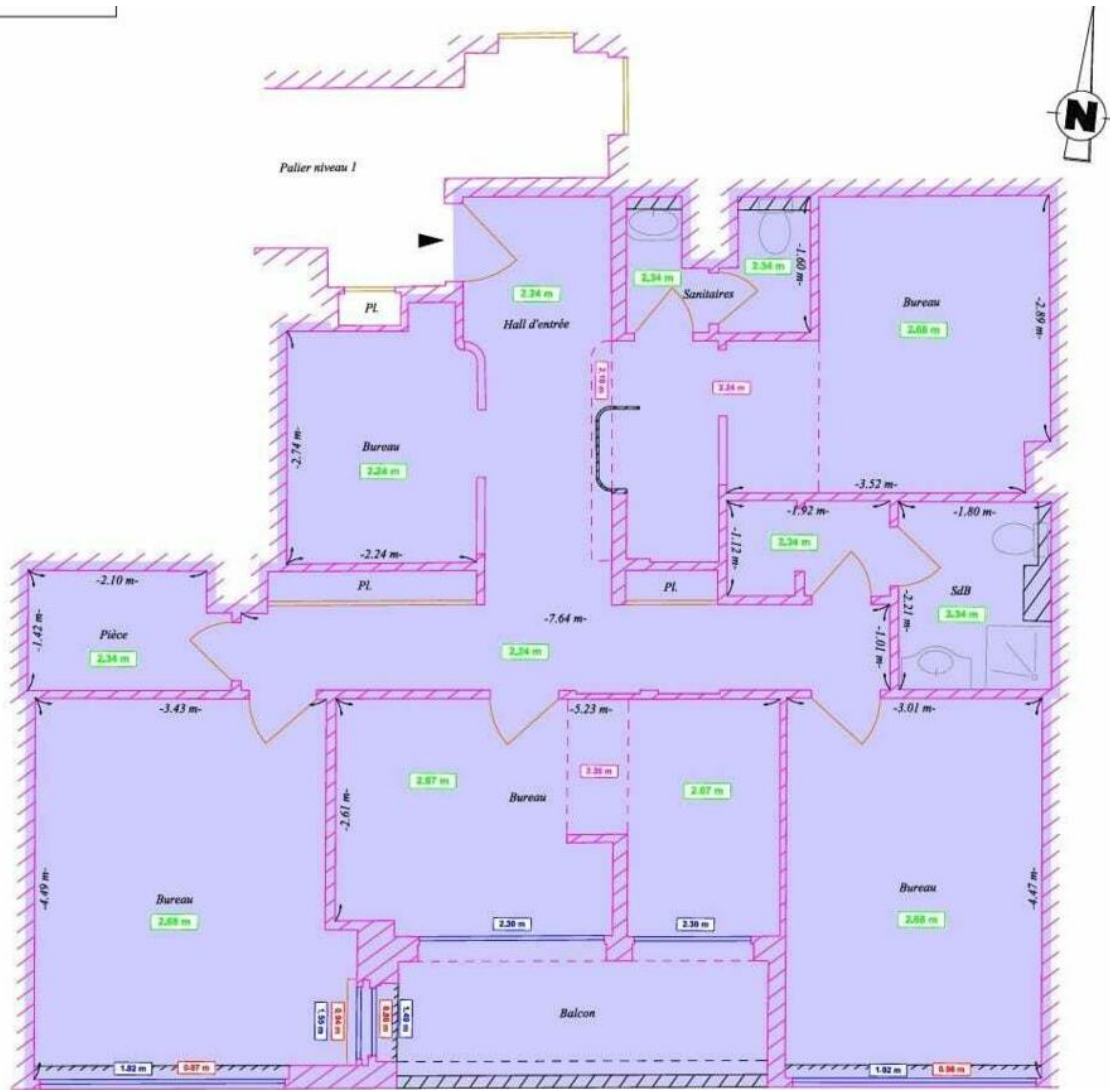 N
Palier niveau 1
Pl.
2.24 m
Hall d'entrée
2.34 m
Sanitaires
2.34 m
-1.60 m-
Bureau
2.68 m
-2.89 m-
2.24 m
-3.52 m-
Bureau
2.24 m
-2.74 m-
-2.24 m-
Pl.
Pl.
-1.92 m-
-1.12 m-
2.34 m
-1.80 m-
-2.21 m-
SdB
2.34 m
-2.10 m-
-1.42 m-
Pièce
2.34 m
-7.64 m-
2.24 m
-1.01 m-
-3.43 m-
-4.49 m-
Bureau
2.68 m
-5.23 m-
-2.61 m-
2.67 m
Bureau
2.67 m
2.30 m
2.30 m
-3.01 m-
-4.47 m-
Bureau
2.68 m
Balcon
1.82 m
1.82 m